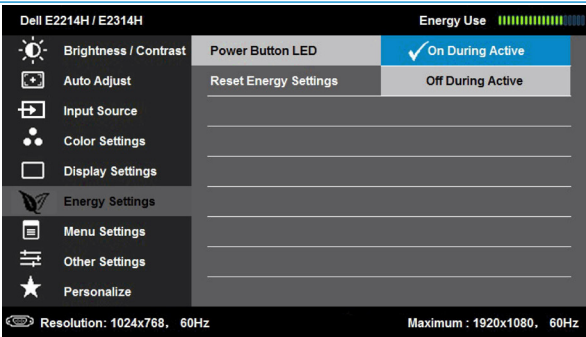 Dell E2214H / E2314H Energy Use
Brightness / Contrast Power Button LED On During Active
Auto Adjust Reset Energy Settings Off During Active
Input Source
Color Settings
Display Settings
Energy Settings
Menu Settings
Other Settings
Personalize
Resolution: 1024x768, 60Hz Maximum : 1920x1080, 60Hz